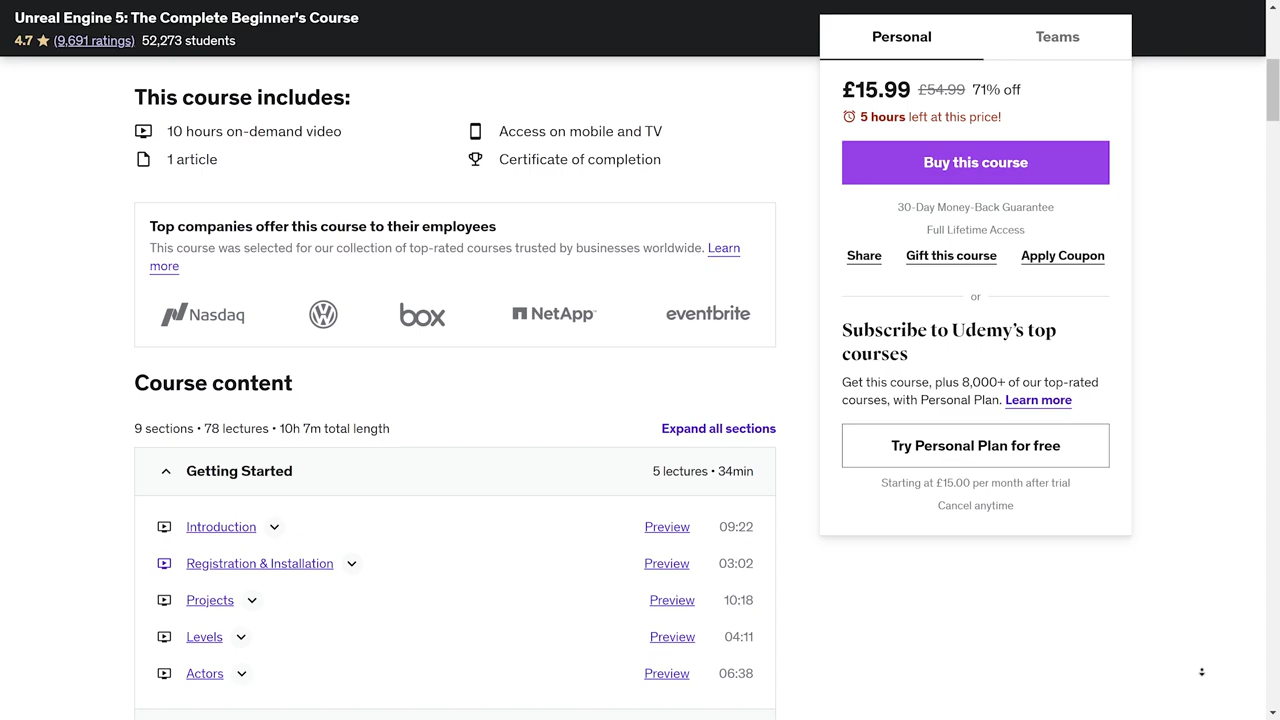 Unreal Engine 5: The Complete Beginner's Course
4.7 (9,691 ratings) 52,273 students
This course includes:
10 hours on-demand video
Access on mobile and TV
1 article
Certificate of completion
Top companies offer this course to their employees
This course was selected for our collection of top-rated courses trusted by businesses worldwide. Learn
more
Nasdaq
box
NetApp
eventbrite
Course content
9 sections • 78 lectures • 10h 7m total length
Expand all sections
Getting Started
5 lectures • 34min
Introduction
Preview
09:22
Registration & Installation
Preview
03:02
Projects
Preview
10:18
Levels
Preview
04:11
Actors
Preview
06:38
Personal
Teams
£15.99 £54.99 71% off
5 hours left at this price!
Buy this course
30-Day Money-Back Guarantee
Full Lifetime Access
Share
Gift this course
Apply Coupon
or
Subscribe to Udemy’s top
courses
Get this course, plus 8,000+ of our top-rated
courses, with Personal Plan. Learn more
Try Personal Plan for free
Starting at £15.00 per month after trial
Cancel anytime